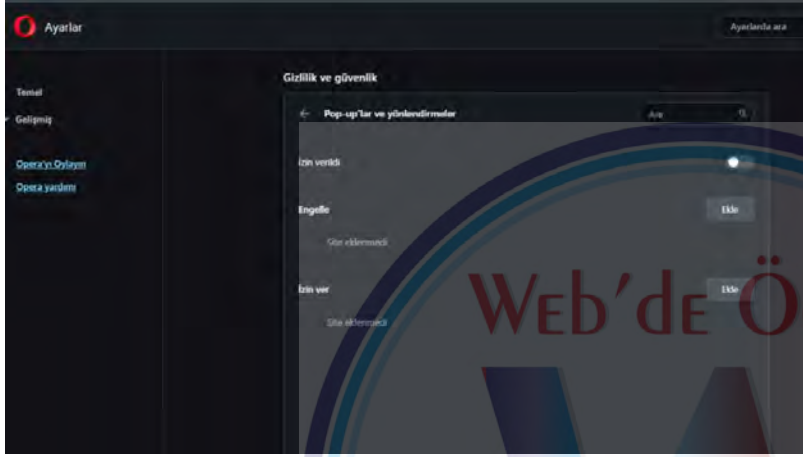 Ayarlar
Ayarlarda ara
Temel
Gelişmiş
Opera'yı Oylayın
Opera yardımı
Gizlilik ve güvenlik
Pop-up'lar ve yönlendirmeler
Ara
İzin verildi
Engelle
Ekle
Site eklenmedi
İzin ver
Ekle
Site eklenmedi
Web'de Ö